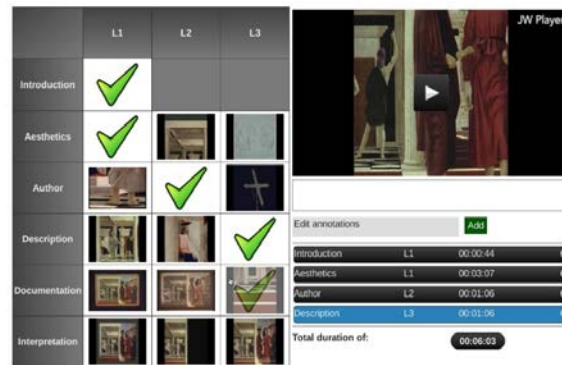 L1 L2 L3
Introduction
Aesthetics
Author
Description
Documentation
Interpretation
JW Player
Edit annotations Add
Introduction L1 00:00:44
Aesthetics L1 00:03:07
Author L2 00:01:06
Description L3 00:01:06
Total duration of: 00:06:03